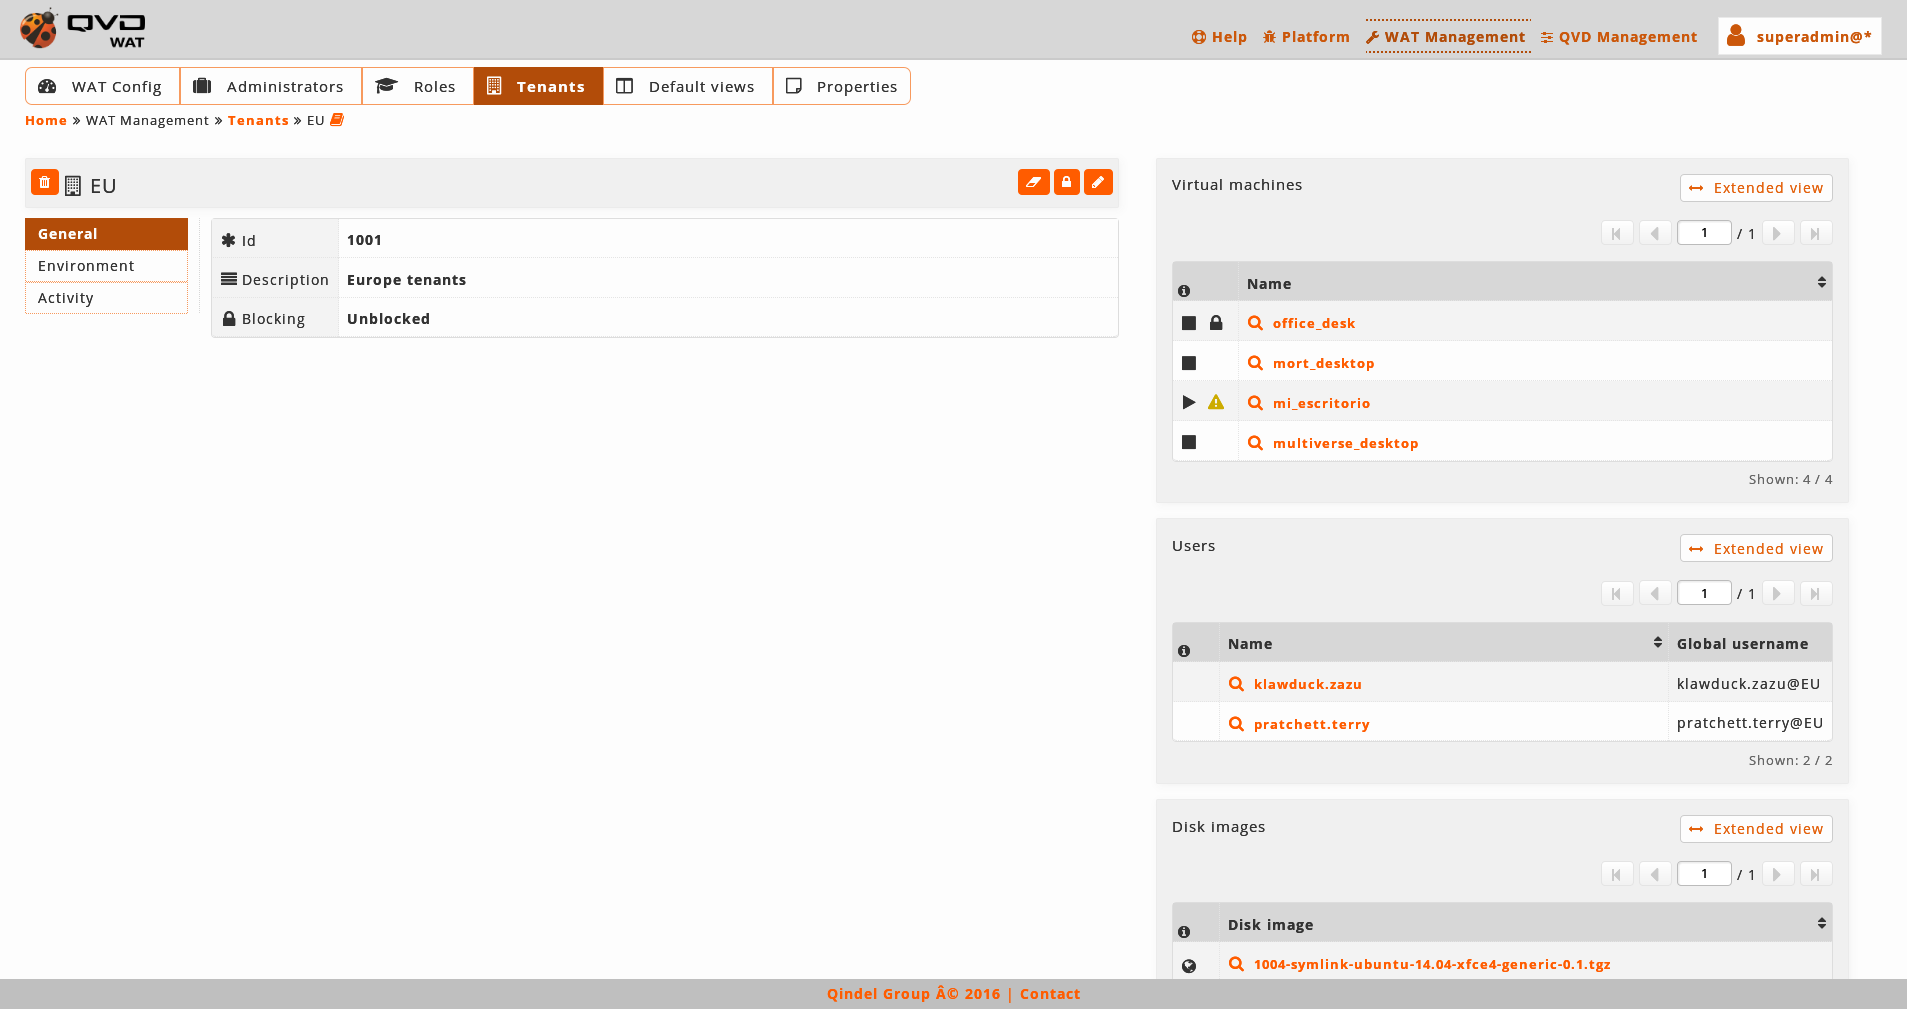 QVD
WAT
Help Platform WAT Management QVD Management superadmin@*
WAT Config Administrators Roles Tenants Default views Properties
Home » WAT Management » Tenants » EU
EU
General
Environment
Activity
Id 1001
Description Europe tenants
Blocking Unblocked
Virtual machines
Extended view
1 / 1
Name
office_desk
mort_desktop
mi_escritorio
multiverse_desktop
Shown: 4 / 4
Users
Extended view
1 / 1
Name Global username
klawduck.zazu klawduck.zazu@EU
pratchett.terry pratchett.terry@EU
Shown: 2 / 2
Disk images
Extended view
1 / 1
Disk image
1004-symlink-ubuntu-14.04-xfce4-generic-0.1.tgz
Qindel Group Â© 2016 | Contact